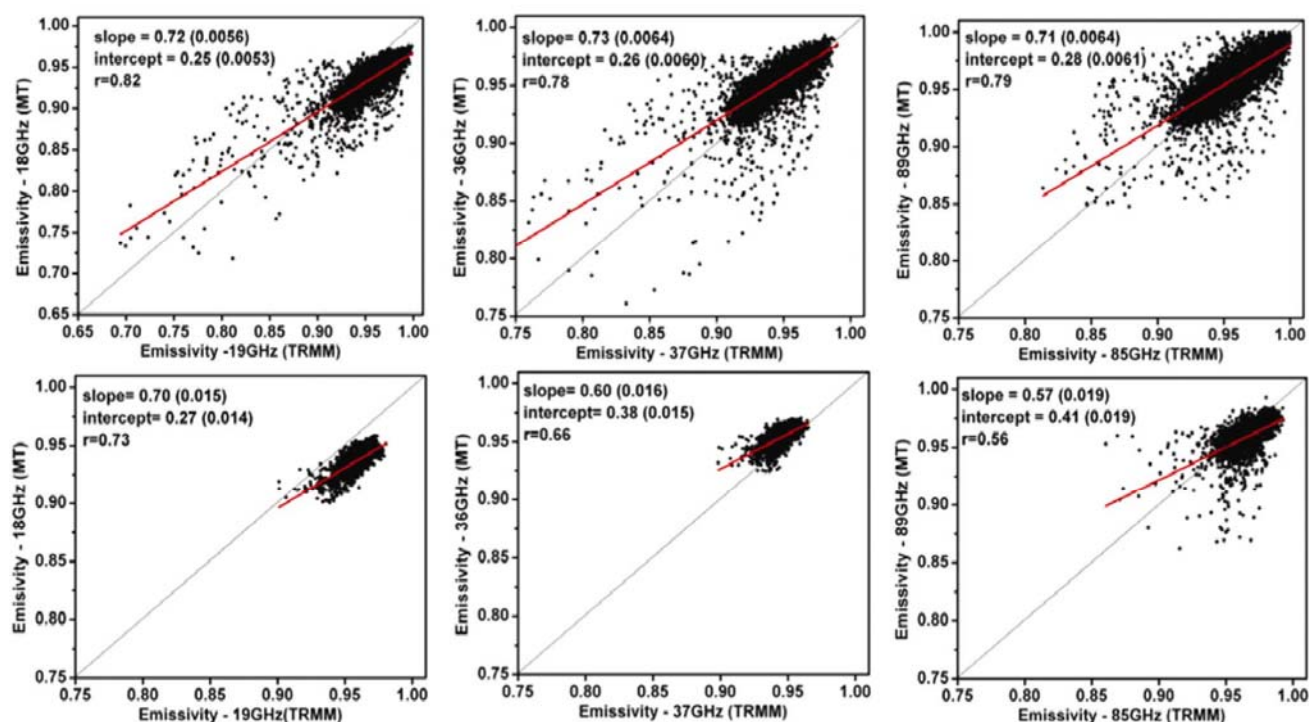 1.00
0.95
0.90
0.85
0.80
0.75
0.70
0.65
Emissivity - 18GHz (MT)
slope = 0.72 (0.0056)
intercept = 0.25 (0.0053)
r=0.82
0.65 0.70 0.75 0.80 0.85 0.90 0.95 1.00
Emissivity -19GHz (TRMM)
1.00
0.95
0.90
0.85
0.80
0.75
Emissivity - 36GHz (MT)
slope= 0.73 (0.0064)
intercept = 0.26 (0.0060)
r=0.78
0.75 0.80 0.85 0.90 0.95 1.00
Emissivity - 37GHz (TRMM)
1.00
0.95
0.90
0.85
0.80
0.75
Emissivity - 89GHz (MT)
slope = 0.71 (0.0064)
intercept = 0.28 (0.0061)
r=0.79
0.75 0.80 0.85 0.90 0.95 1.00
Emissivity - 85GHz (TRMM)
1.00
0.95
0.90
0.85
0.80
0.75
Emisivity - 18GHz (MT)
slope= 0.70 (0.015)
intercept= 0.27 (0.014)
r=0.73
0.75 0.80 0.85 0.90 0.95 1.00
Emissivity - 19GHz(TRMM)
1.00
0.95
0.90
0.85
0.80
0.75
Emissivity - 36GHz (MT)
slope= 0.60 (0.016)
intercept= 0.38 (0.015)
r=0.66
0.75 0.80 0.85 0.90 0.95 1.00
Emissivity - 37GHz (TRMM)
1.00
0.95
0.90
0.85
0.80
0.75
Emissivity - 89GHz (MT)
slope = 0.57 (0.019)
intercept = 0.41 (0.019)
r=0.56
0.75 0.80 0.85 0.90 0.95 1.00
Emissivity - 85GHz (TRMM)